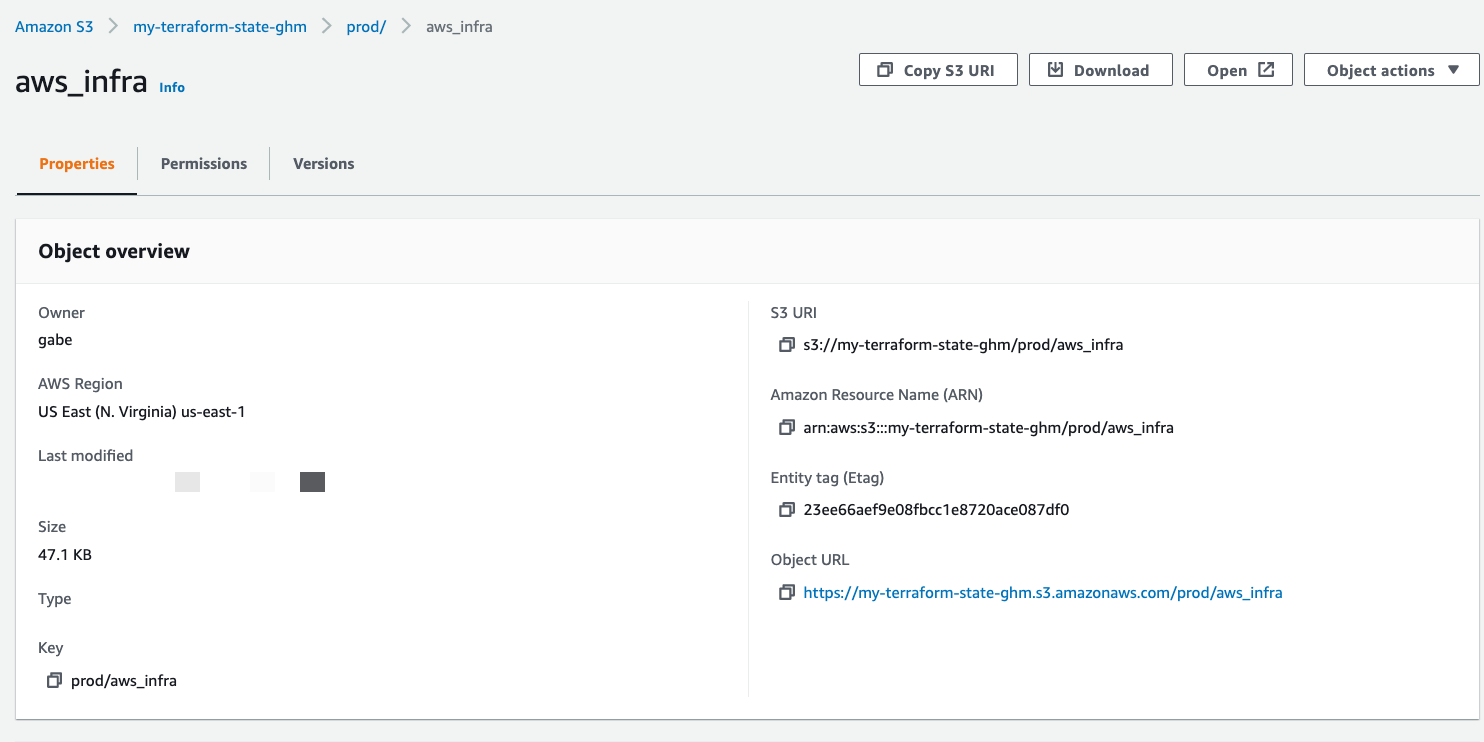 Amazon S3 > my-terraform-state-ghm > prod/ > aws_infra
aws_infra Info
Copy S3 URI Download Open Object actions
Properties Permissions Versions
Object overview
Owner
gabe
AWS Region
US East (N. Virginia) us-east-1
Last modified
Size
47.1 KB
Type
Key
prod/aws_infra
S3 URI
s3://my-terraform-state-ghm/prod/aws_infra
Amazon Resource Name (ARN)
arn:aws:s3:::my-terraform-state-ghm/prod/aws_infra
Entity tag (Etag)
23ee66aef9e08fbcc1e8720ace087df0
Object URL
https://my-terraform-state-ghm.s3.amazonaws.com/prod/aws_infra